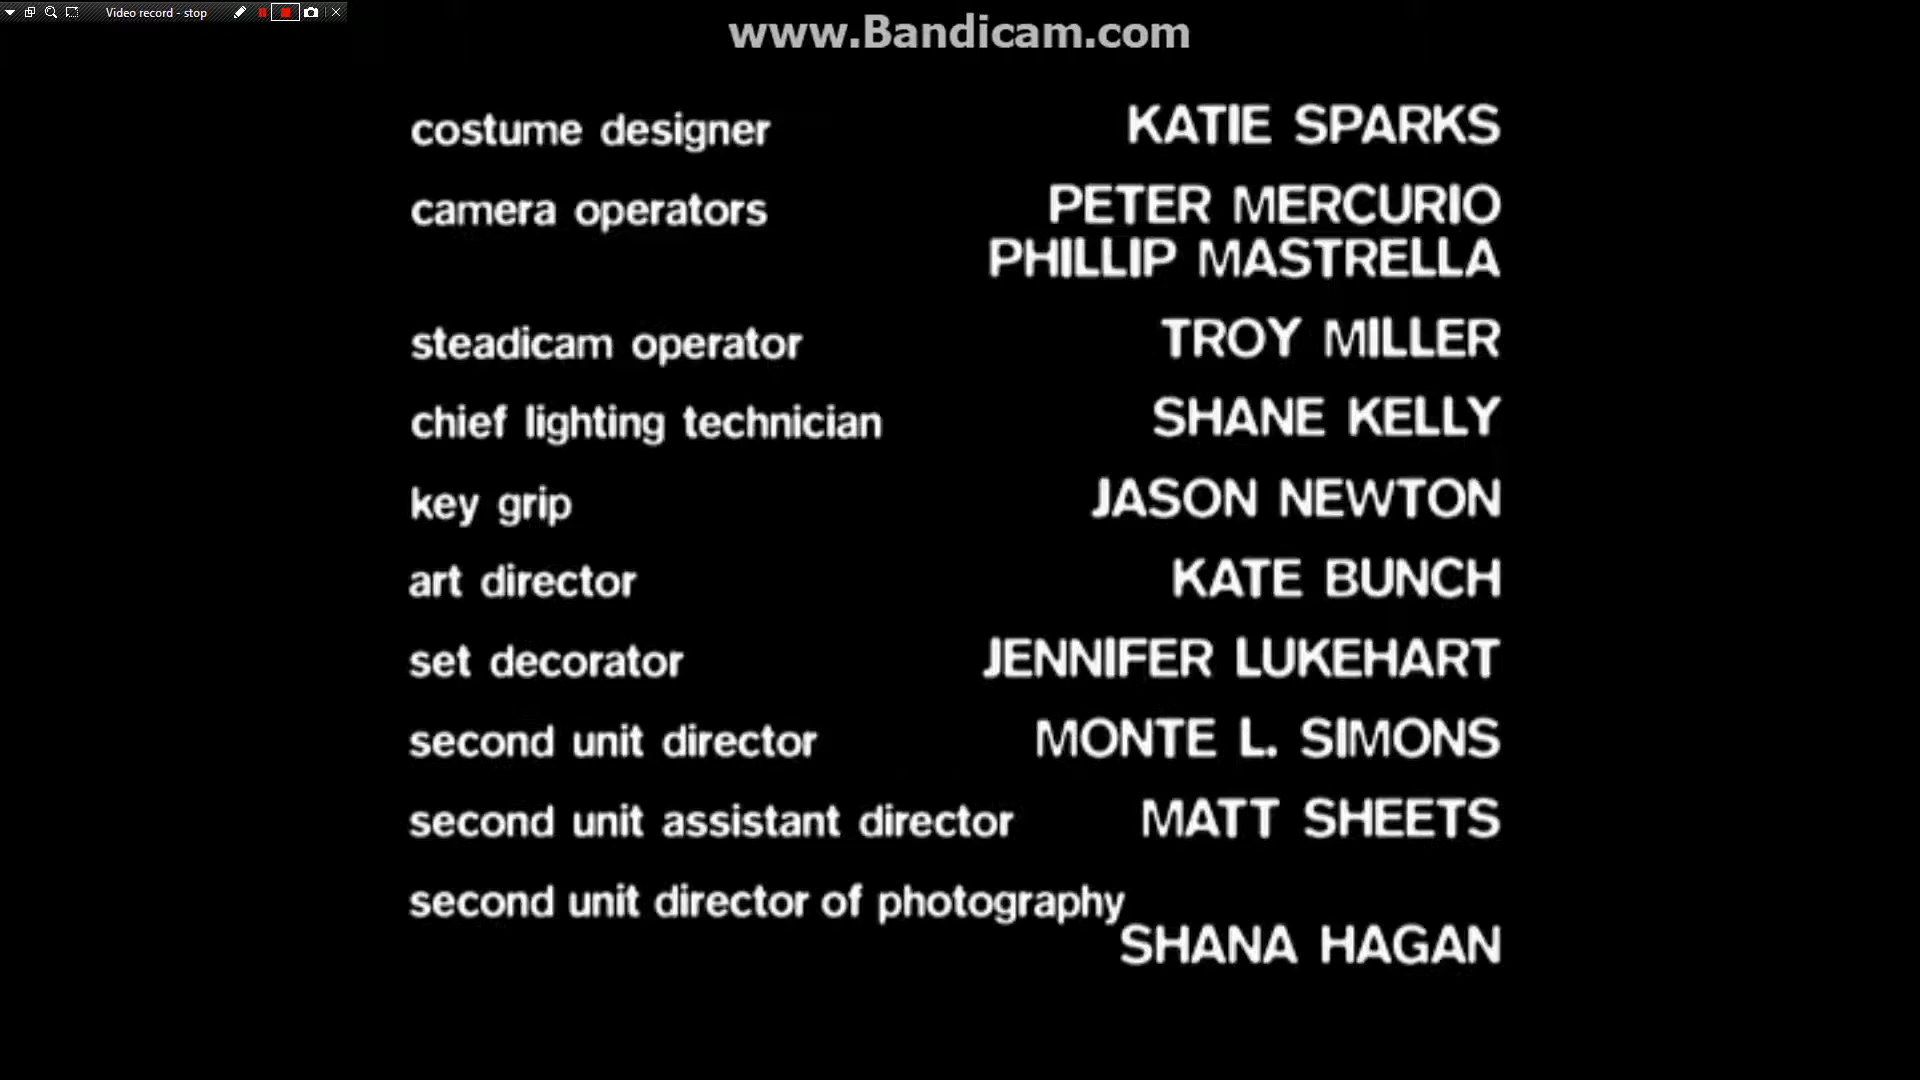 Video record - stop
www.Bandicam.com
costume designer KATIE SPARKS
camera operators PETER MERCURIO
PHILLIP MASTRELLA
steadicam operator TROY MILLER
chief lighting technician SHANE KELLY
key grip JASON NEWTON
art director KATE BUNCH
set decorator JENNIFER LUKEHART
second unit director MONTE L. SIMONS
second unit assistant director MATT SHEETS
second unit director of photography
SHANA HAGAN